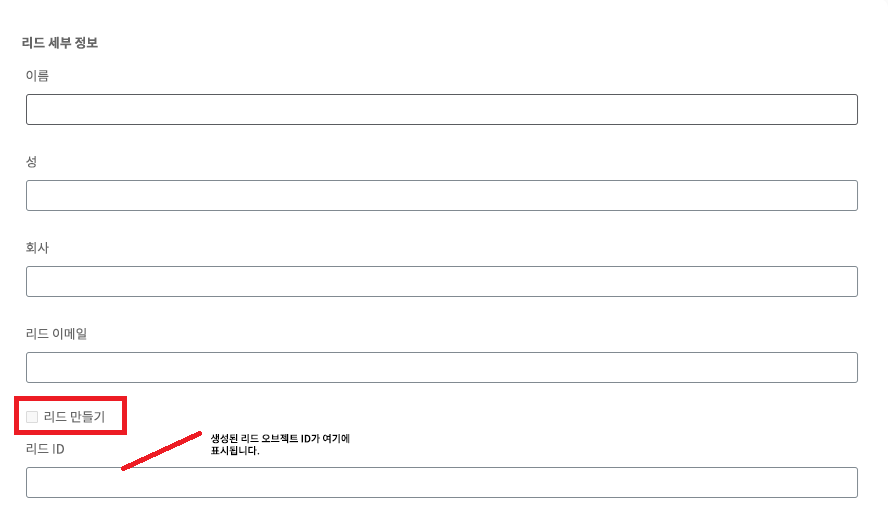 리드 세부 정보
이름
성
회사
리드 이메일
리드 만들기
리드 ID
생성된 리드 오브젝트 ID가 여기에
표시됩니다.